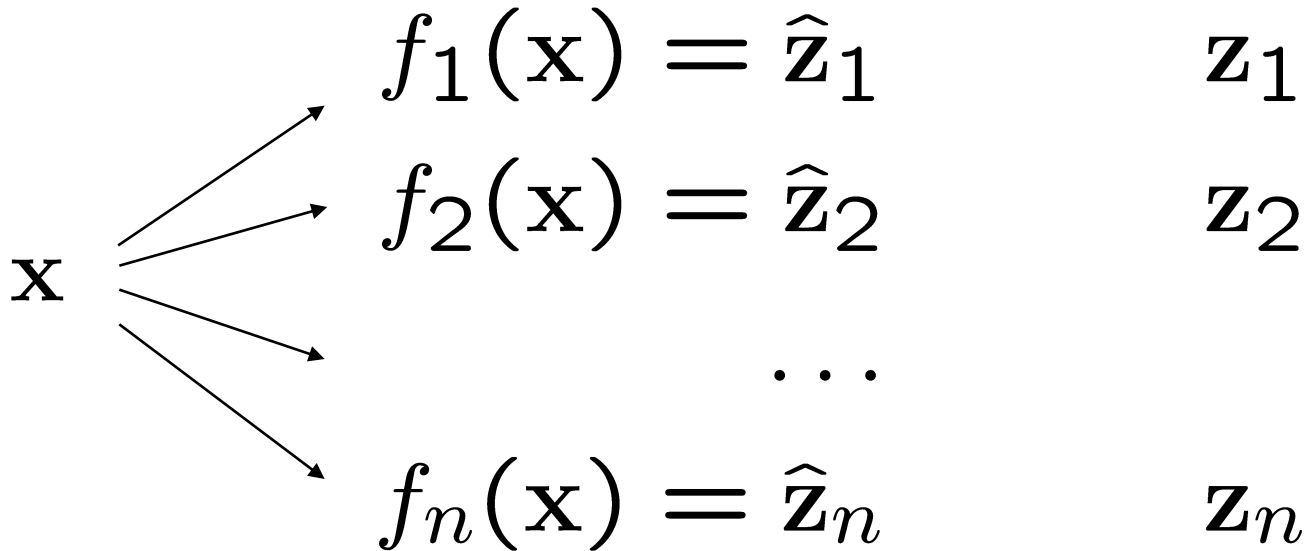 f₁(x) = ẑ₁ z₁
f₂(x) = ẑ₂ z₂
x
...
fₙ(x) = ẑₙ zₙ